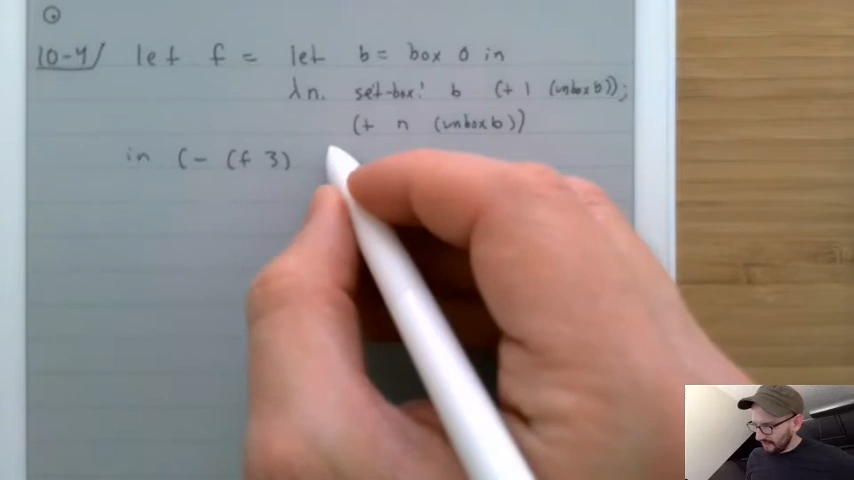 10-4/ let f = let b = box 0 in
λn. set-box! b (+ 1 (unbox b));
(+ n (unbox b))
in (- (f 3)